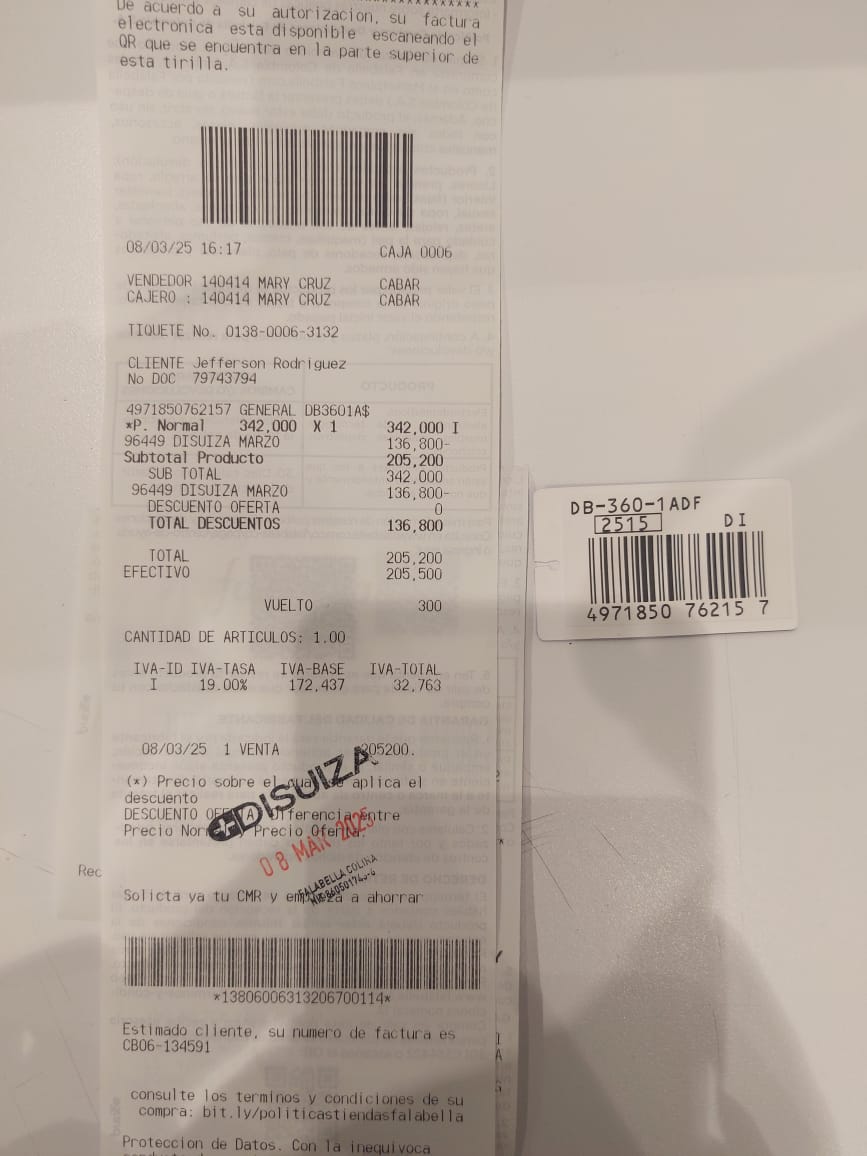 De acuerdo a su autorizacion, su factura
electronica esta disponible escaneando el
QR que se encuentra en la parte superior de
esta tirilla.
08/03/25 16:17 CAJA 0006
VENDEDOR 140414 MARY CRUZ CABAR
CAJERO : 140414 MARY CRUZ CABAR
TIQUETE No. 0138-0006-3132
CLIENTE Jefferson Rodriguez
No DOC 79743794
4971850762157 GENERAL DB3601A$
*P. Normal 342,000 X 1 342,000 I
96449 DISUIZA MARZO 136,800-
Subtotal Producto 205,200
SUB TOTAL 342,000
96449 DISUIZA MARZO 136,800-
DESCUENTO OFERTA 0
TOTAL DESCUENTOS 136,800
TOTAL 205,200
EFECTIVO 205,500
VUELTO 300
CANTIDAD DE ARTICULOS: 1.00
IVA-ID IVA-TASA IVA-BASE IVA-TOTAL
I 19.00% 172,437 32,763
08/03/25 1 VENTA 205200.
(*) Precio sobre el aplica el
descuento
DESCUENTO entre
Precio Precio
DISUIZA
08 MAR 2025
FALABELLA COLINA
Solicta ya tu CMR y a ahorrar
*13806006313206700114*
Estimado cliente, su numero de factura es
CB06-134591
consulte los terminos y condiciones de su
compra: bit.ly/politicastiendasfalabella
Proteccion de Datos. Con la inequivoca
Rec
DB-360-1ADF
2515 DI
4971850 76215 7